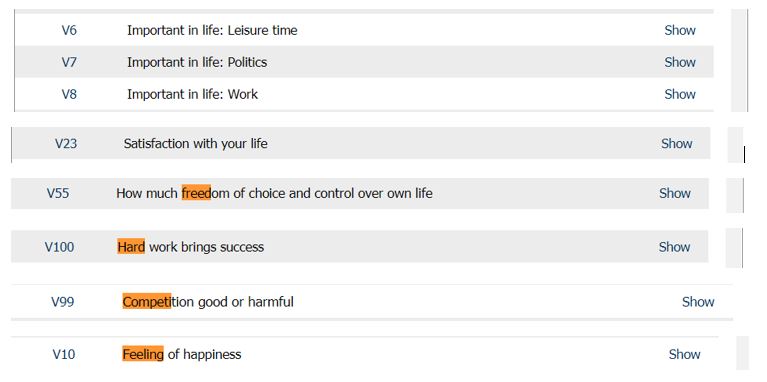 V6 Important in life: Leisure time Show
V7 Important in life: Politics Show
V8 Important in life: Work Show
V23 Satisfaction with your life Show
V55 How much freedom of choice and control over own life Show
V100 Hard work brings success Show
V99 Competition good or harmful Show
V10 Feeling of happiness Show